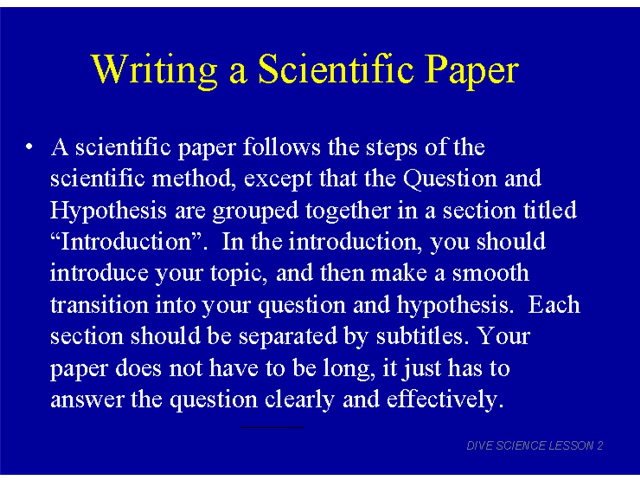 Writing a Scientific Paper
• A scientific paper follows the steps of the
scientific method, except that the Question and
Hypothesis are grouped together in a section titled
“Introduction”.  In the introduction, you should
introduce your topic, and then make a smooth
transition into your question and hypothesis.  Each
section should be separated by subtitles. Your
paper does not have to be long, it just has to
answer the question clearly and effectively.
DIVE SCIENCE LESSON 2